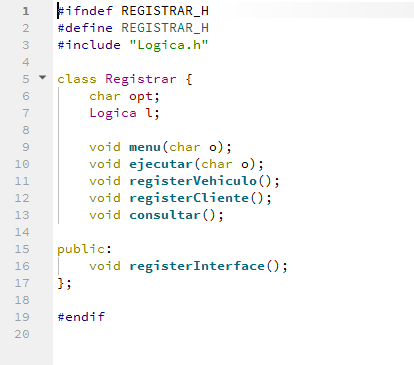 1 #ifndef REGISTRAR_H
2 #define REGISTRAR_H
3 #include "Logica.h"
4
5 class Registrar {
6     char opt;
7     Logica l;
8
9     void menu(char o);
10     void ejecutar(char o);
11     void registerVehiculo();
12     void registerCliente();
13     void consultar();
14
15 public:
16     void registerInterface();
17 };
18
19 #endif
20